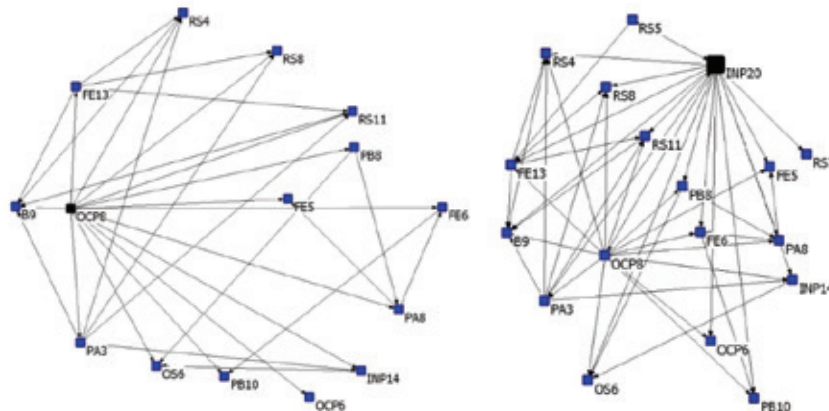 RS4
RS8
FE13
RS11
PB8
B9
OCP8
FE5
FE6
PA8
PA3
OS6
PB10
INP14
OCP6
RS5
RS4
INP20
RS8
RS11
RS
FE13
FE5
PB8
B9
FE6
PA8
OCP8
INP14
PA3
OCP6
OS6
PB10